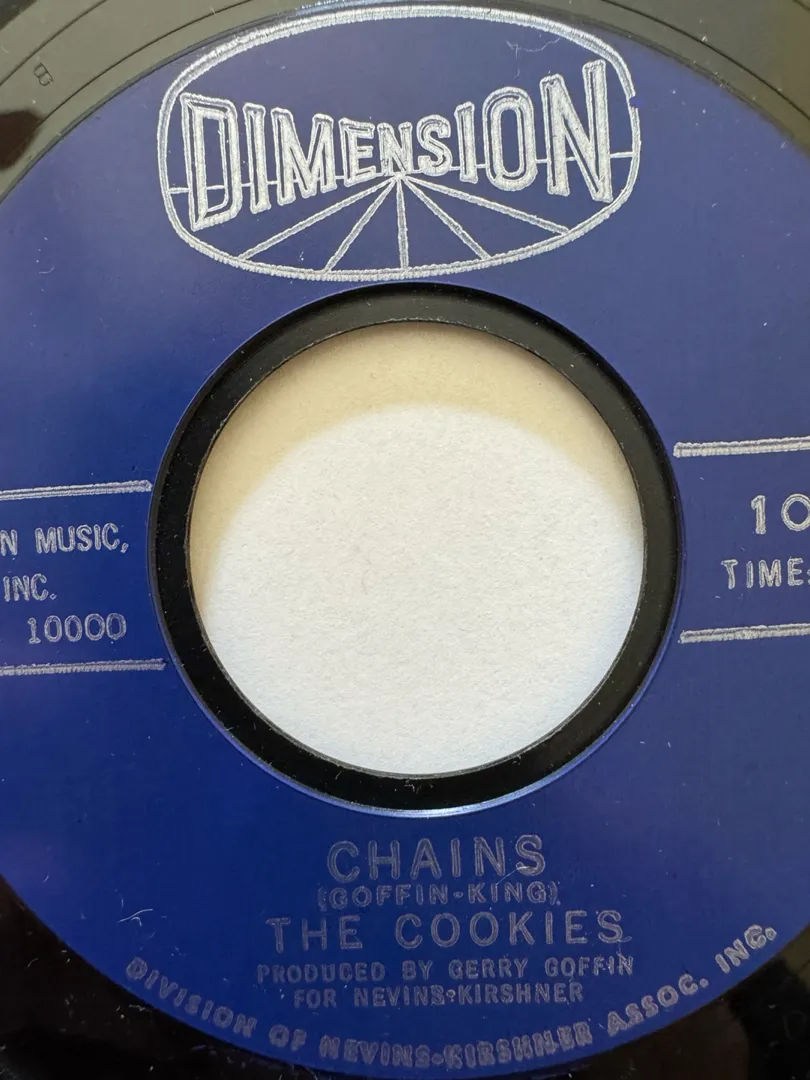 DIMENSION
N MUSIC,
INC.
10000
10
TIME:
CHAINS
(GOFFIN-KING)
THE COOKIES
PRODUCED BY GERRY GOFFIN
FOR NEVINS-KIRSHNER
DIVISION OF NEVINS-KIRSHNER ASSOC. INC.